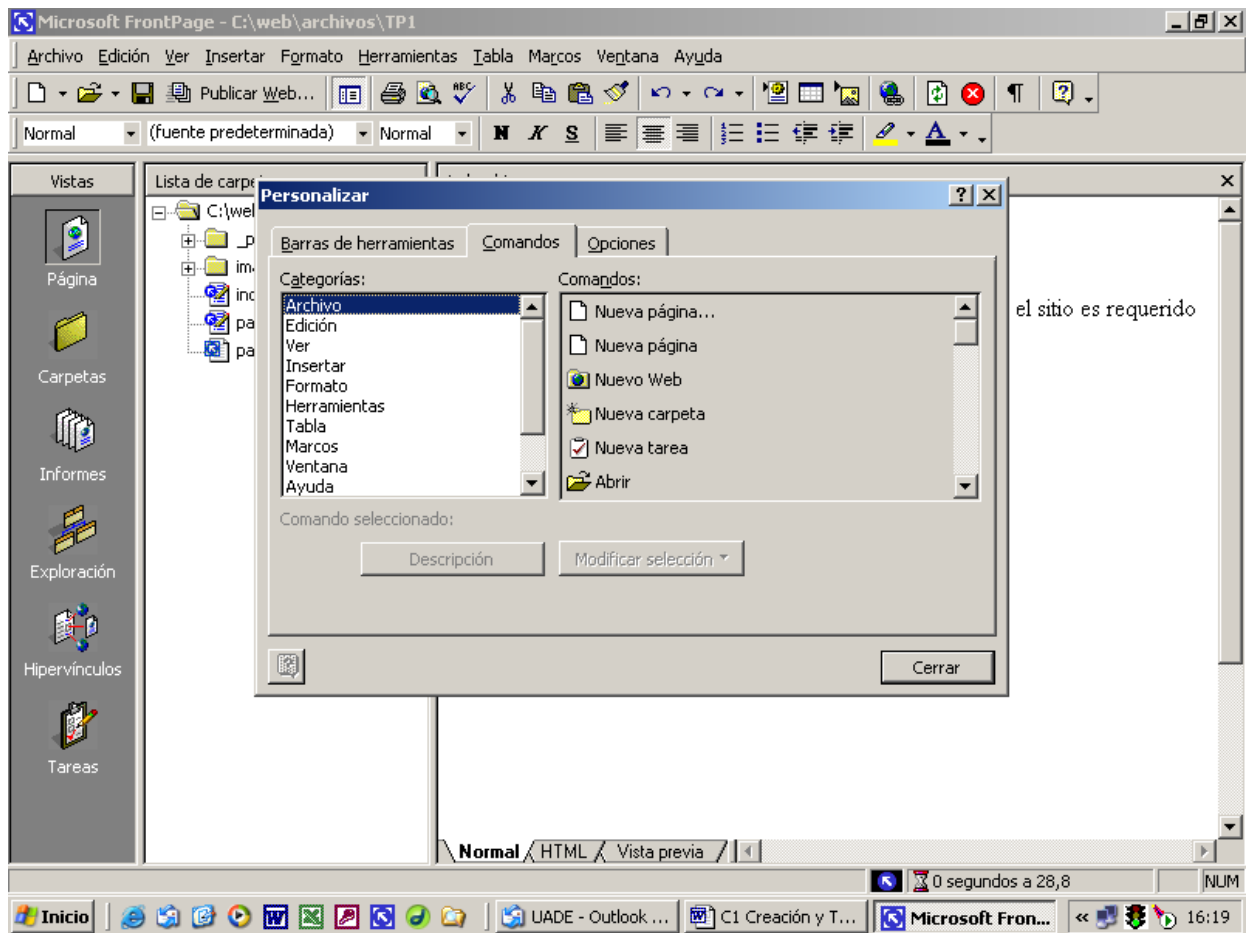 Microsoft FrontPage - C:\web\archivos\TP1
Archivo Edición Ver Insertar Formato Herramientas Tabla Marcos Ventana Ayuda
Publicar Web... ABC
Normal (fuente predeterminada) Normal N K S A
Vistas
Lista de carpe
C:\wel
_p
im
inc
pa
pa
Página
Carpetas
Informes
Exploración
Hipervínculos
Tareas
el sitio es requerido
Personalizar
Barras de herramientas Comandos Opciones
Categorías:
Archivo
Edición
Ver
Insertar
Formato
Herramientas
Tabla
Marcos
Ventana
Ayuda
Comandos:
Nueva página...
Nueva página
Nuevo Web
Nueva carpeta
Nueva tarea
Abrir
Comando seleccionado:
Descripción Modificar selección
Cerrar
Normal HTML Vista previa
0 segundos a 28,8 NUM
Inicio UADE - Outlook ... C1 Creación y T... Microsoft Fron... « 16:19